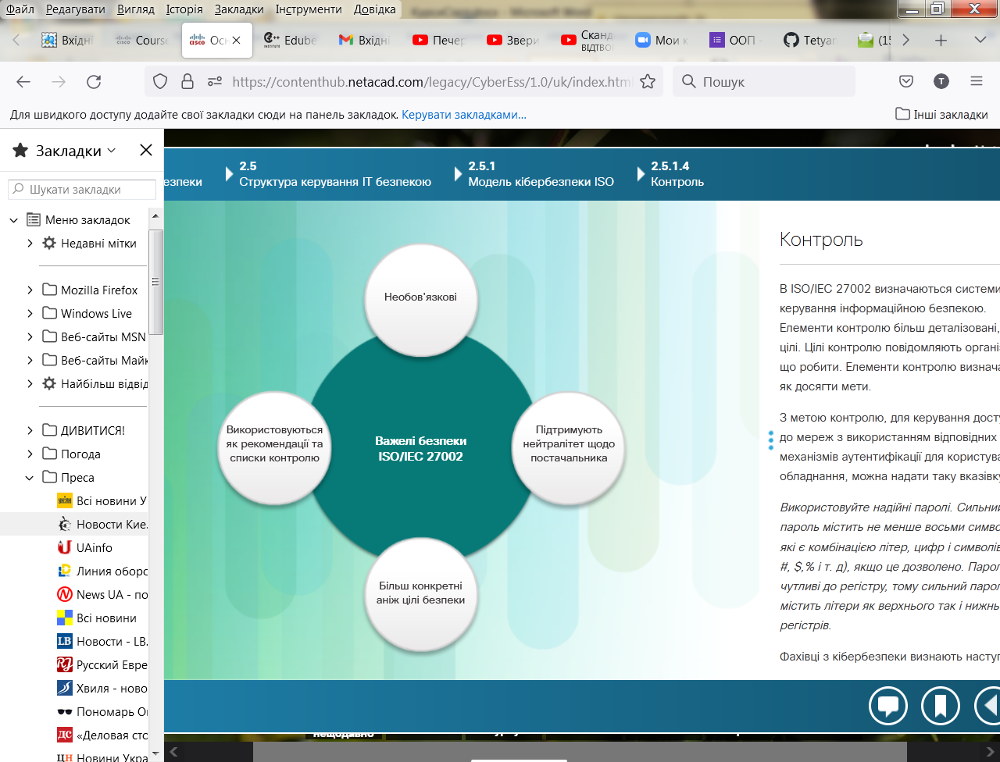 Файл Редагувати Вигляд Історія Закладки Інструменти Довідка
Вхідні Course Осн Edube Вхідні Печер Звери Сканд Мои к ООП - Tetyan (15
https://contenthub.netacad.com/legacy/CyberEss/1.0/uk/index.html
Пошук
Для швидкого доступу додайте свої закладки сюди на панель закладок. Керувати закладками...
Інші закладки
Закладки
Шукати закладки
Меню закладок
Недавні мітки
Mozilla Firefox
Windows Live
Веб-сайты MSN
Веб-сайты Майк
Найбільш відвід
ДИВИТИСЯ!
Погода
Преса
Всі новини У
Новости Кие.
UAinfo
Линия оборо
News UA - по
Всі новини
Новости - LB.
Русский Евре
Хвиля - ново
Пономарь О
«Деловая сто
Новини Укра
езпеки
2.5
Структура керування ІТ безпекою
2.5.1
Модель кібербезпеки ISO
2.5.1.4
Контроль
Необов'язкові
Використовуються
як рекомендації та
списки контролю
Важелі безпеки
ISO/IEC 27002
Підтримують
нейтралітет щодо
постачальника
Більш конкретні
аніж цілі безпеки
Контроль
В ISO/IEC 27002 визначаються системи
керування інформаційною безпекою.
Елементи контролю більш деталізовані,
цілі. Цілі контролю повідомляють органі
що робити. Елементи контролю визнача
як досягти мети.
З метою контролю, для керування дост
до мереж з використанням відповідних
механізмів аутентифікації для користува
обладнання, можна надати таку вказівк
Використовуйте надійні паролі. Сильний
пароль містить не менше восьми симво
які є комбінацією літер, цифр і символів
#, $,% і т. д), якщо це дозволено. Парол
чутливі до регістру, тому сильний парол
містить літери як верхнього так і нижнь
регістрів.
Фахівці з кібербезпеки визнають наступ
нещодавно